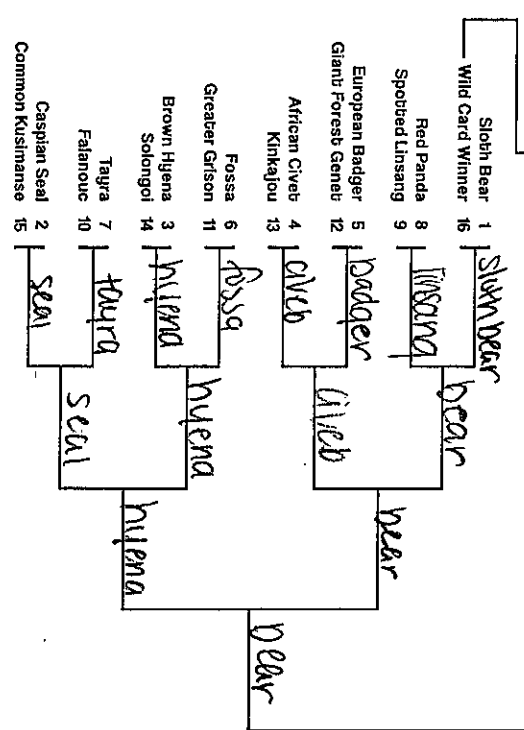 Sloth Bear 1
Wild Card Winner 16
Red Panda 8
Spotted Linsang 9
European Badger 5
Giant Forest Genet 12
African Civet 4
Kinkajou 13
Fossa 6
Greater Grison 11
Brown Hyena 3
Solongoi 14
Tayra 7
Falanouc 10
Caspian Seal 2
Common Kusimanse 15
sloth bear
linsang
badger
civet
fossa
hyena
tayra
seal
bear
civet
hyena
seal
bear
hyena
bear